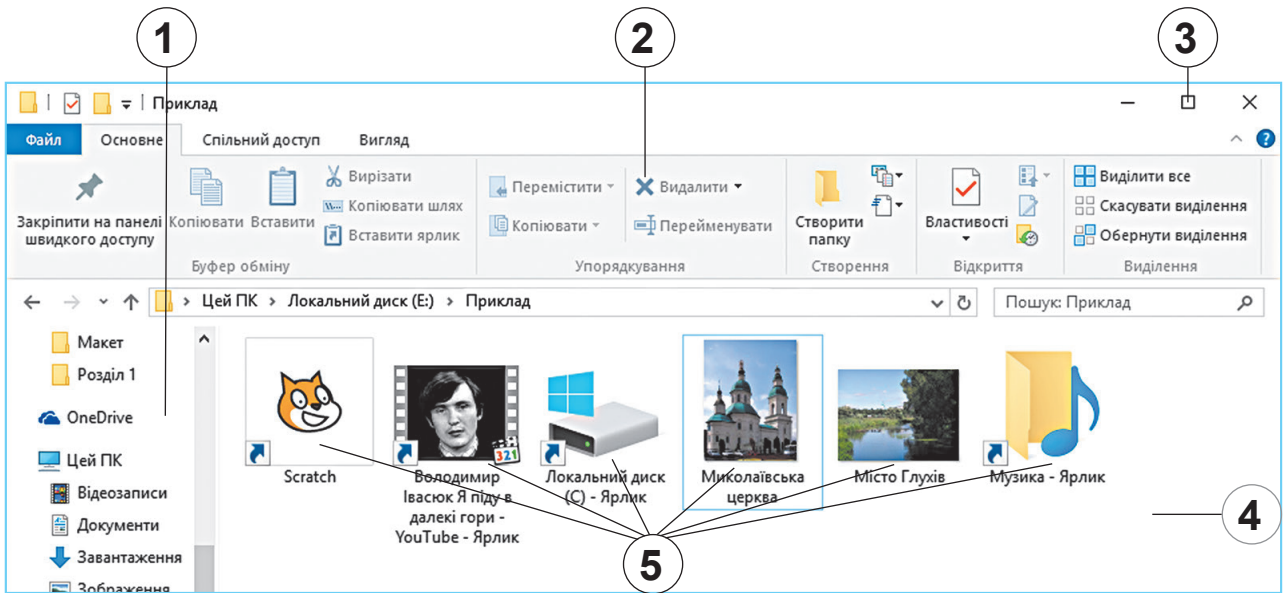 1
2
3
Приклад
Файл Основне Спільний доступ Вигляд
Закріпити на панелі
швидкого доступу
Копіювати
Вставити
Вирізати
Копіювати шлях
Вставити ярлик
Буфер обміну
Перемістити
Копіювати
Видалити
Перейменувати
Упорядкування
Створити
папку
Створення
Властивості
Відкриття
Виділити все
Скасувати виділення
Обернути виділення
Виділення
Цей ПК > Локальний диск (E:) > Приклад
Пошук: Приклад
Макет
Розділ 1
OneDrive
Цей ПК
Відеозаписи
Документи
Завантаження
Зображення
Scratch
321
Володимир
Івасюк Я піду в
далекі гори -
YouTube - Ярлик
Локальний диск
(C) - Ярлик
Миколаївська
церква
Місто Глухів
Музика - Ярлик
4
5